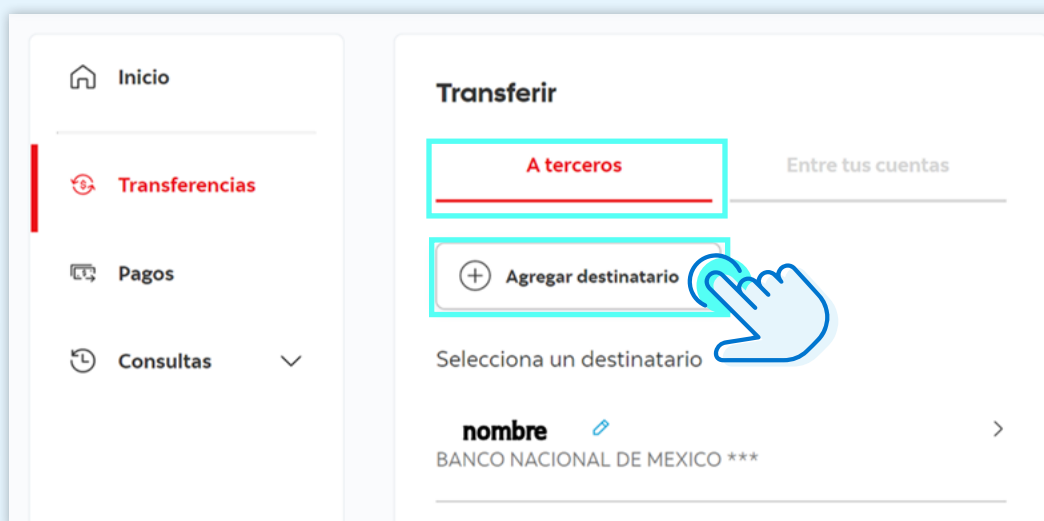 Inicio
Transferencias
Pagos
Consultas
Transferir
A terceros
Entre tus cuentas
Agregar destinatario
Selecciona un destinatario
nombre
BANCO NACIONAL DE MEXICO ***